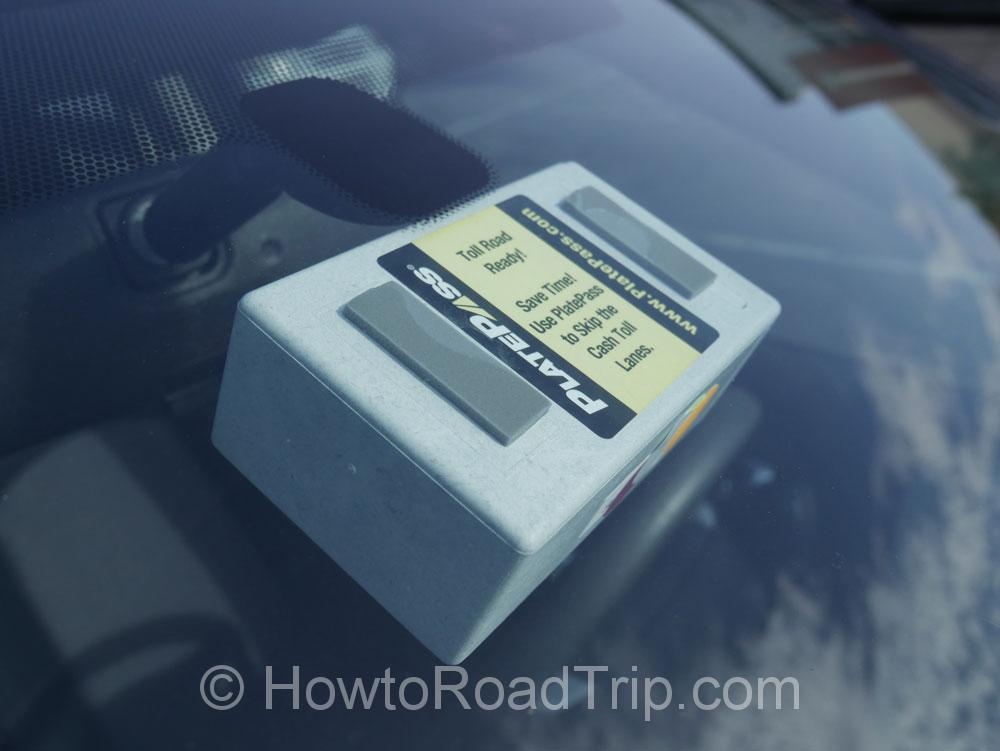 www.PlatePass.com
Toll Road
Ready!
Save Time!
Use PlatePass
to Skip the
Cash Toll
Lanes.
PLATEPASS®
© HowtoRoadTrip.com